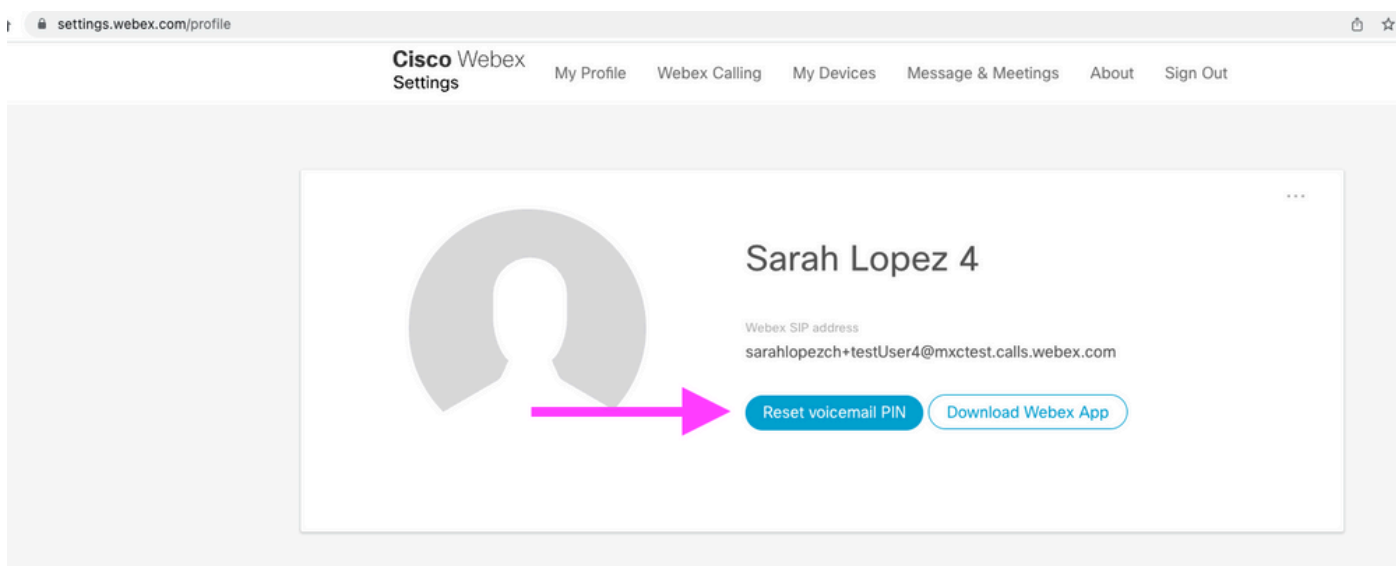 settings.webex.com/profile
Cisco Webex
Settings
My Profile Webex Calling My Devices Message & Meetings About Sign Out
...
Sarah Lopez 4
Webex SIP address
sarahlopezch+testUser4@mxctest.calls.webex.com
Reset voicemail PIN Download Webex App